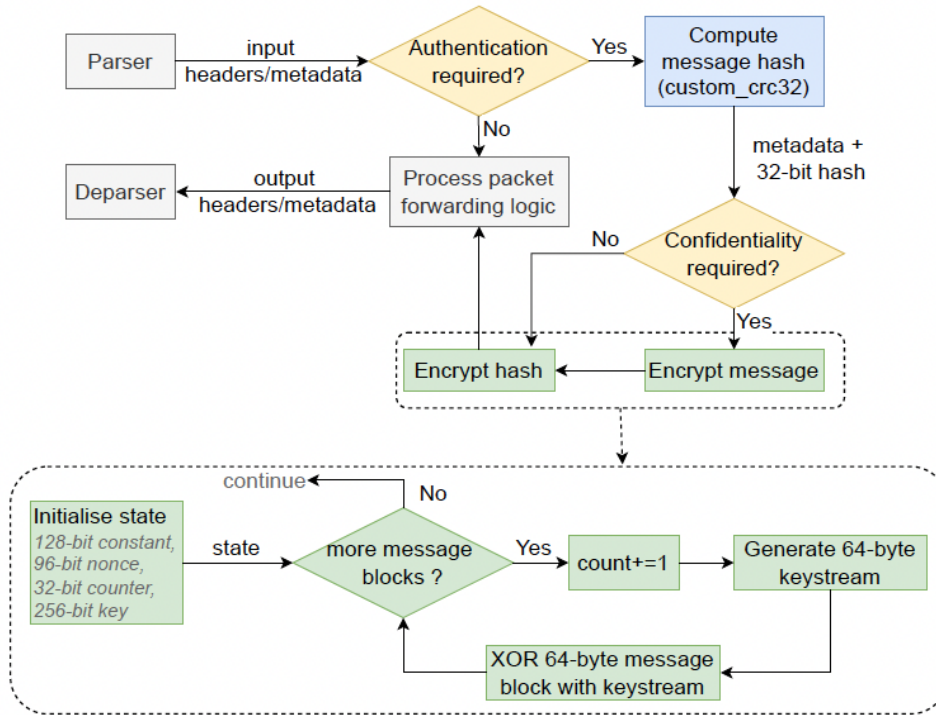 Parser
input
headers/metadata
Authentication
required?
Yes
Compute
message hash
(custom_crc32)
No
metadata +
32-bit hash
Deparser
output
headers/metadata
Process packet
forwarding logic
No
Confidentiality
required?
Yes
Encrypt hash
Encrypt message
continue
No
Initialise state
128-bit constant,
96-bit nonce,
32-bit counter,
256-bit key
state
more message
blocks ?
Yes
count+=1
Generate 64-byte
keystream
XOR 64-byte message
block with keystream